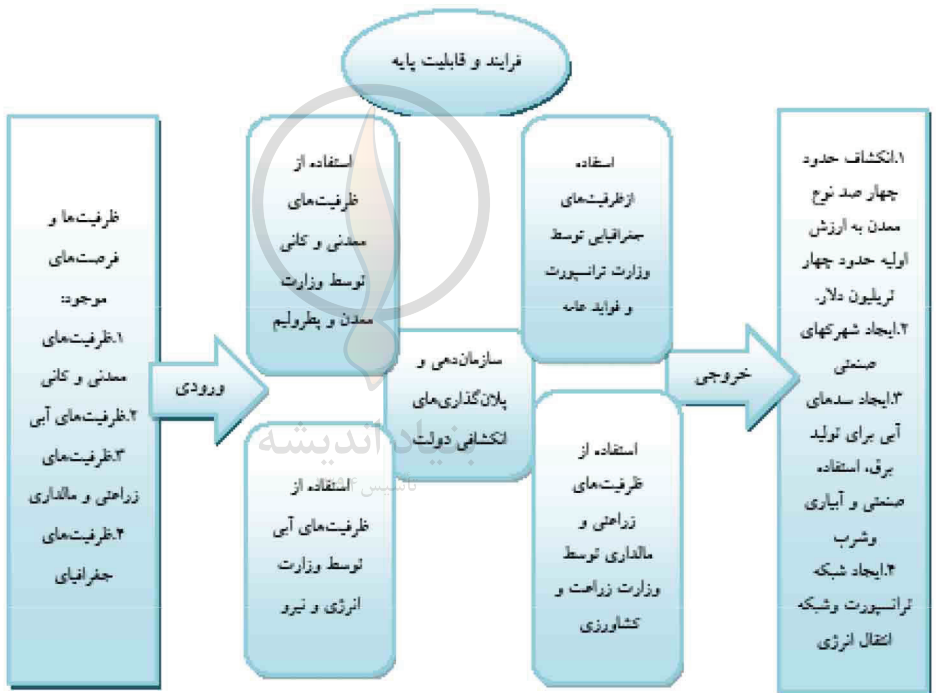 فرایند و قابلیت پایه
۱.انکشاف حدود
چهار صد نوع
معدن به ارزش
اولیه حدود چهار
تریلیون دلار.
۲.ایجاد شهرکهای
صنعتی
۳.ایجاد سدهای
آبی برای تولید
برق، استفاده
صنعتی و آبیاری
وشرب
۴.ایجاد شبکه
ترانسپورت وشبکه
انتقال انرژی
خروجی
استفاده
ازظرفیت‌های
جغرافیایی توسط
وزارت ترانسپورت
و فواید عامه
استفاده از
ظرفیت‌های
معدنی و کانی
توسط وزارت
معدن و پطرولیم
سازمان‌دهی و
پلان‌گذاری‌های
انکشافی دولت
استفاده از
ظرفیت‌های
زراعتی و
مالداری توسط
وزارت زراعت و
کشاورزی
استفاده از
ظرفیت‌های آبی
توسط وزارت
انرژی و نیرو
ورودی
ظرفیت‌ها و
فرصت‌های
موجود:
۱.ظرفیت‌های
معدنی و کانی
۲.ظرفیت‌های آبی
۳.ظرفیت‌های
زراعتی و مالداری
۴.ظرفیت‌های
جغرافیای
بنیاد اندیشه
تأسیس